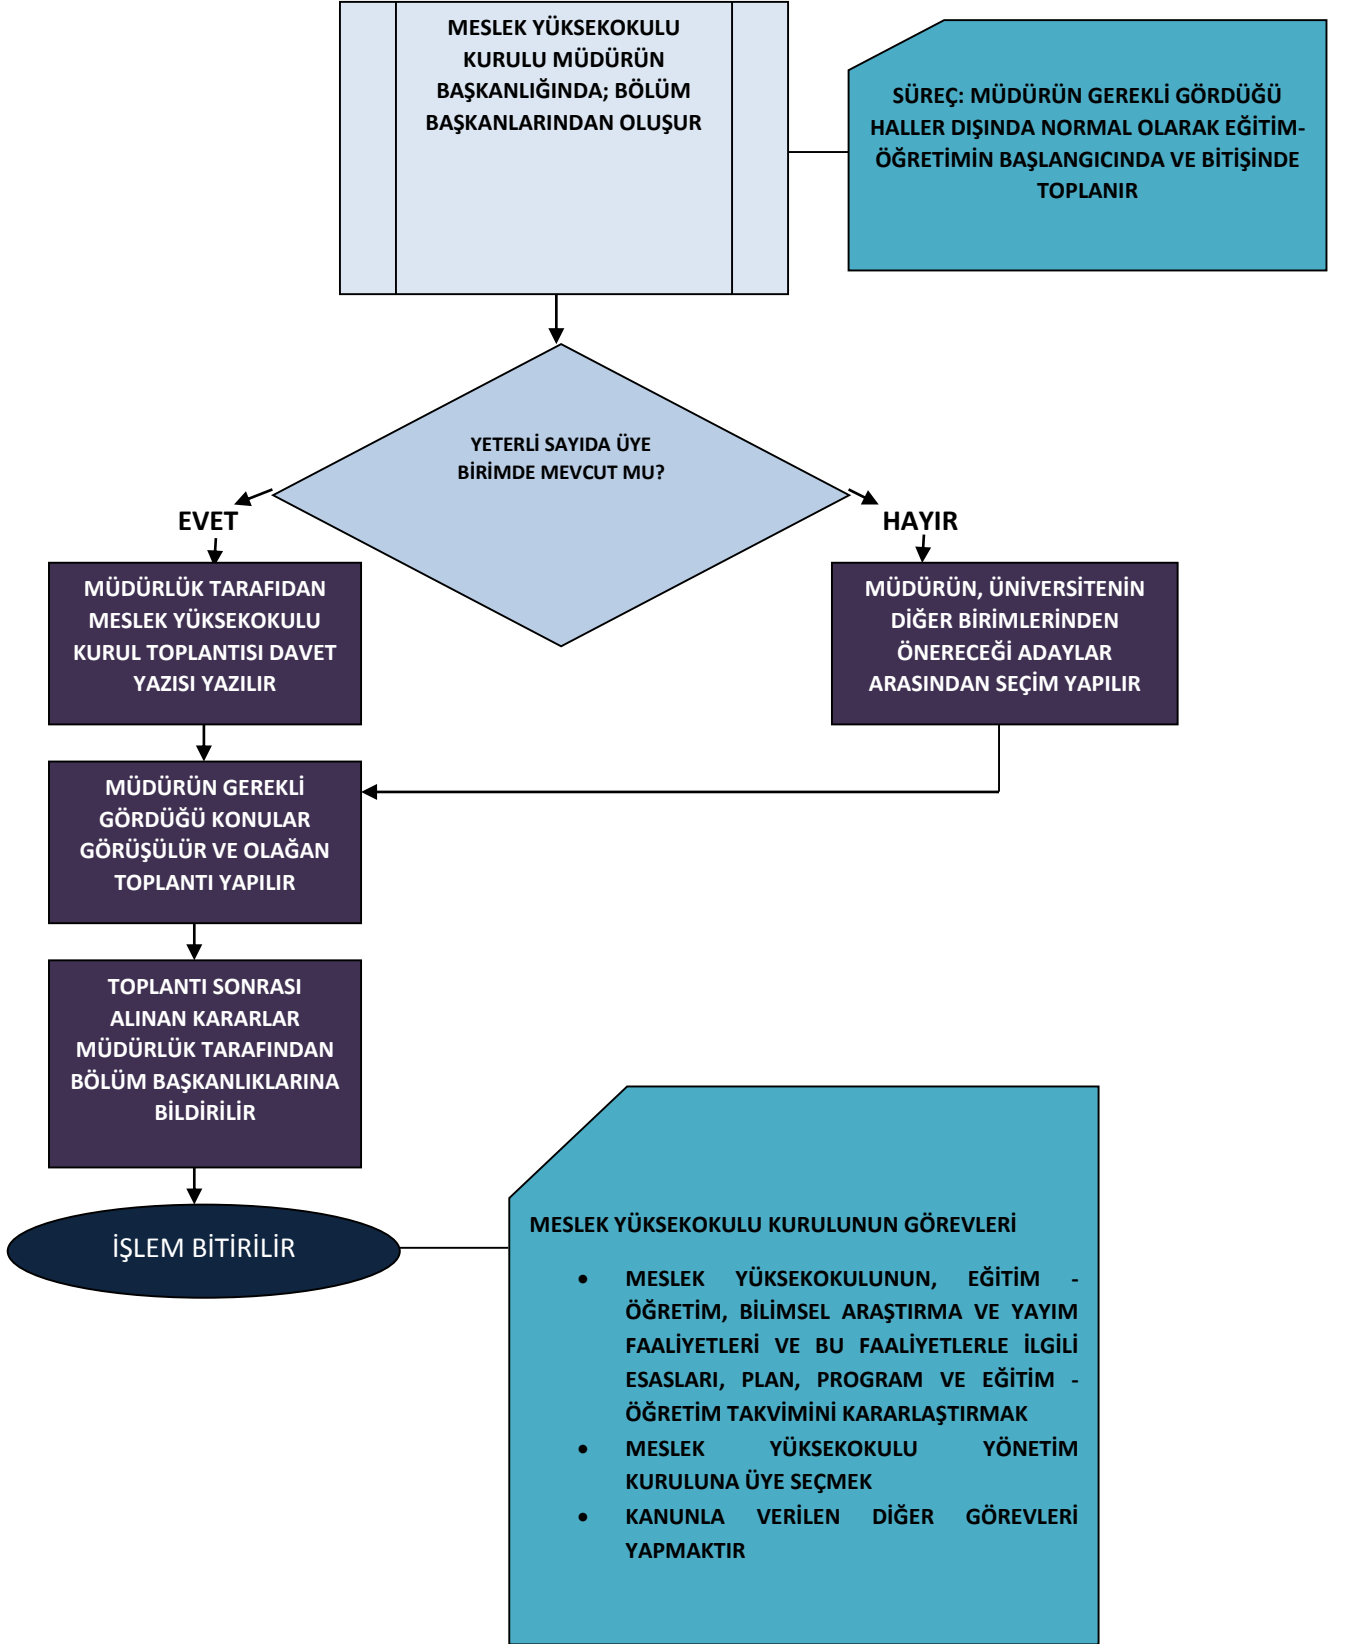 MESLEK YÜKSEKOKULU
KURULU MÜDÜRÜN
BAŞKANLIĞINDA; BÖLÜM
BAŞKANLARINDAN OLUŞUR
SÜREÇ: MÜDÜRÜN GEREKLİ GÖRDÜĞÜ
HALLER DIŞINDA NORMAL OLARAK EĞİTİM-
ÖĞRETİMİN BAŞLANGICINDA VE BİTİŞİNDE
TOPLANIR
YETERLİ SAYIDA ÜYE
BİRİMDE MEVCUT MU?
EVET
HAYIR
MÜDÜRLÜK TARAFIDAN
MESLEK YÜKSEKOKULU
KURUL TOPLANTISI DAVET
YAZISI YAZILIR
MÜDÜRÜN, ÜNİVERSİTENİN
DİĞER BİRİMLERİNDEN
ÖNERECEĞİ ADAYLAR
ARASINDAN SEÇİM YAPILIR
MÜDÜRÜN GEREKLİ
GÖRDÜĞÜ KONULAR
GÖRÜŞÜLÜR VE OLAĞAN
TOPLANTI YAPILIR
TOPLANTI SONRASI
ALINAN KARARLAR
MÜDÜRLÜK TARAFINDAN
BÖLÜM BAŞKANLIKLARINA
BİLDİRİLİR
İŞLEM BİTİRİLİR
MESLEK YÜKSEKOKULU KURULUNUN GÖREVLERİ
• MESLEK YÜKSEKOKULUNUN, EĞİTİM -
ÖĞRETİM, BİLİMSEL ARAŞTIRMA VE YAYIM
FAALİYETLERİ VE BU FAALİYETLERLE İLGİLİ
ESASLARI, PLAN, PROGRAM VE EĞİTİM -
ÖĞRETİM TAKVİMİNİ KARARLAŞTIRMAK
• MESLEK YÜKSEKOKULU YÖNETİM
KURULUNA ÜYE SEÇMEK
• KANUNLA VERİLEN DİĞER GÖREVLERİ
YAPMAKTIR